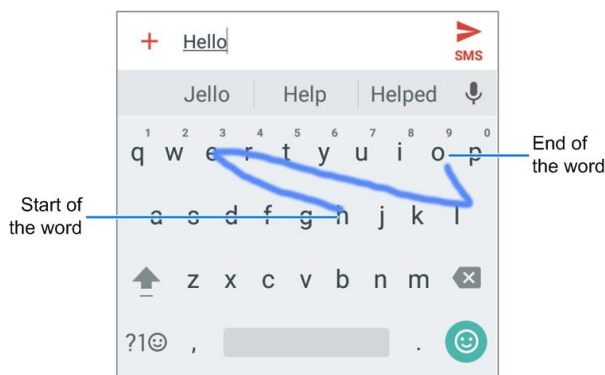 + Hello
SMS
Jello Help Helped
1 2 3 4 5 6 7 8 9 0
q w e r t y u i o p
End of
the word
Start of
the word
a s d f g h j k l
z x c v b n m
?1☺ , .